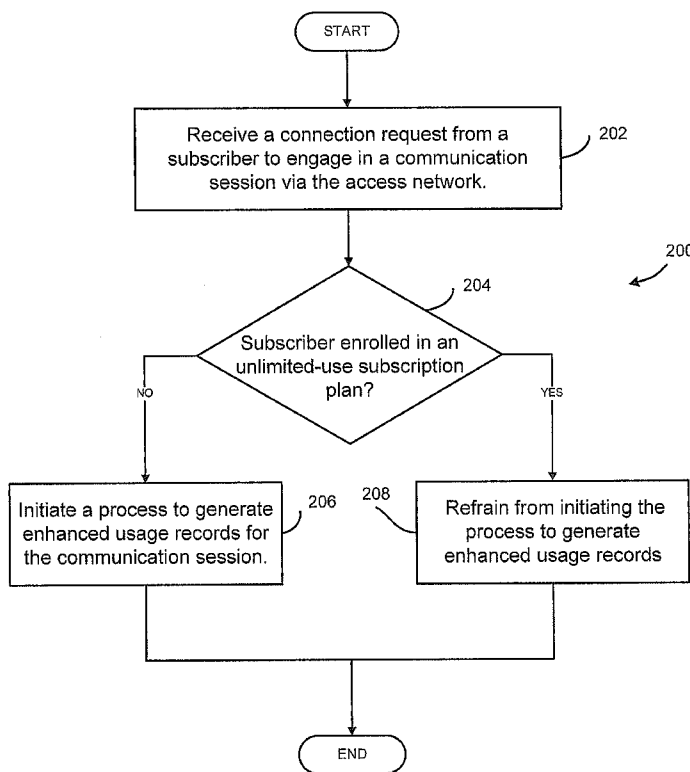 START
Receive a connection request from a
subscriber to engage in a communication
session via the access network.
202
200
204
Subscriber enrolled in an
unlimited-use subscription
plan?
NO
YES
Initiate a process to generate
enhanced usage records for
the communication session.
206
208
Refrain from initiating the
process to generate
enhanced usage records
END